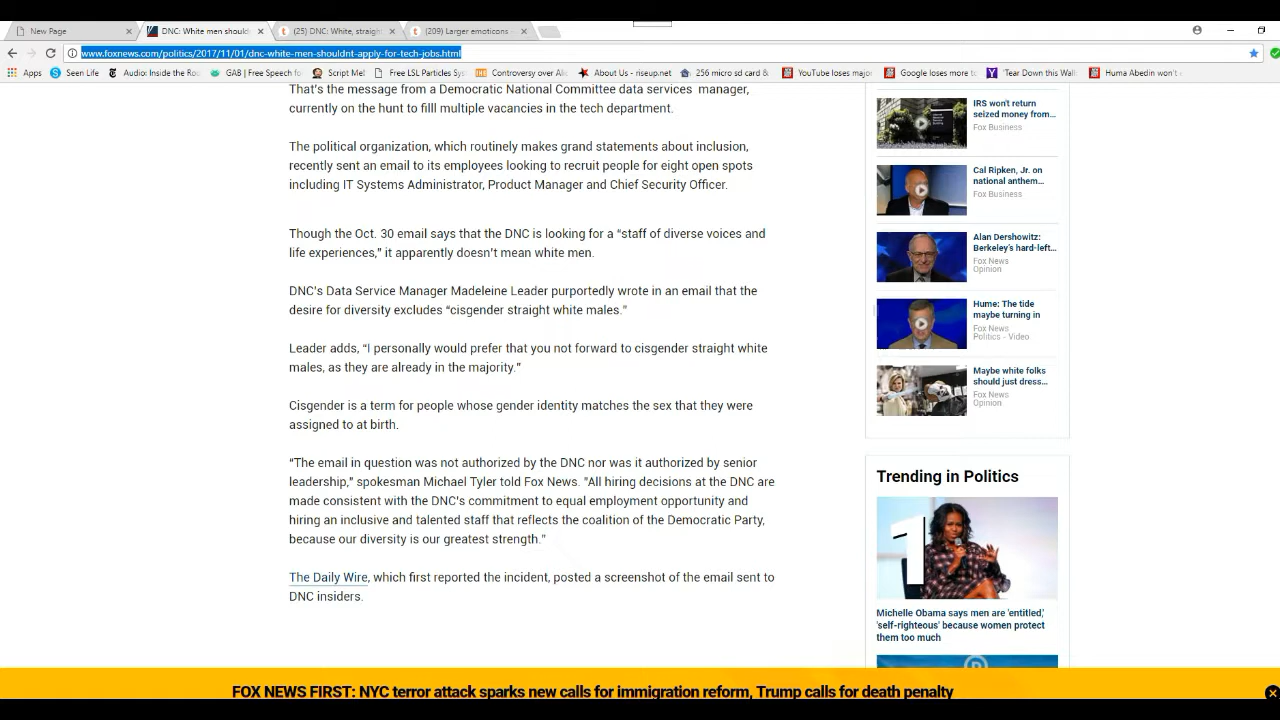 New Page
DNC: White men shoul
(25) DNC: White, straigh
(209) Larger emoticons –
www.foxnews.com/politics/2017/11/01/dnc-white-men-shouldnt-apply-for-tech-jobs.html
Apps
Seen Life
Audio: Inside the Ro
GAB | Free Speech fo
Script Me!
Free LSL Particles Sy
Controversy over Ali
About Us - riseup.net
256 micro sd card &
YouTube loses major
Google loses more t
'Tear Down this Wall
Huma Abedin won't
That's the message from a Democratic National Committee data services manager,
currently on the hunt to filll multiple vacancies in the tech department.
The political organization, which routinely makes grand statements about inclusion,
recently sent an email to its employees looking to recruit people for eight open spots
including IT Systems Administrator, Product Manager and Chief Security Officer.
Though the Oct. 30 email says that the DNC is looking for a “staff of diverse voices and
life experiences,” it apparently doesn't mean white men.
DNC's Data Service Manager Madeleine Leader purportedly wrote in an email that the
desire for diversity excludes “cisgender straight white males.”
Leader adds, “I personally would prefer that you not forward to cisgender straight white
males, as they are already in the majority.”
Cisgender is a term for people whose gender identity matches the sex that they were
assigned to at birth.
“The email in question was not authorized by the DNC nor was it authorized by senior
leadership,” spokesman Michael Tyler told Fox News. "All hiring decisions at the DNC are
made consistent with the DNC's commitment to equal employment opportunity and
hiring an inclusive and talented staff that reflects the coalition of the Democratic Party,
because our diversity is our greatest strength.”
The Daily Wire, which first reported the incident, posted a screenshot of the email sent to
DNC insiders.
IRS won't return
seized money from...
Fox Business
Cal Ripken, Jr. on
national anthem...
Fox Business
Alan Dershowitz:
Berkeley's hard-left...
Fox News
Opinion
Hume: The tide
maybe turning in
Fox News
Politics - Video
Maybe white folks
should just dress...
Fox News
Opinion
Trending in Politics
1
Michelle Obama says men are 'entitled,'
'self-righteous' because women protect
them too much
FOX NEWS FIRST: NYC terror attack sparks new calls for immigration reform, Trump calls for death penalty